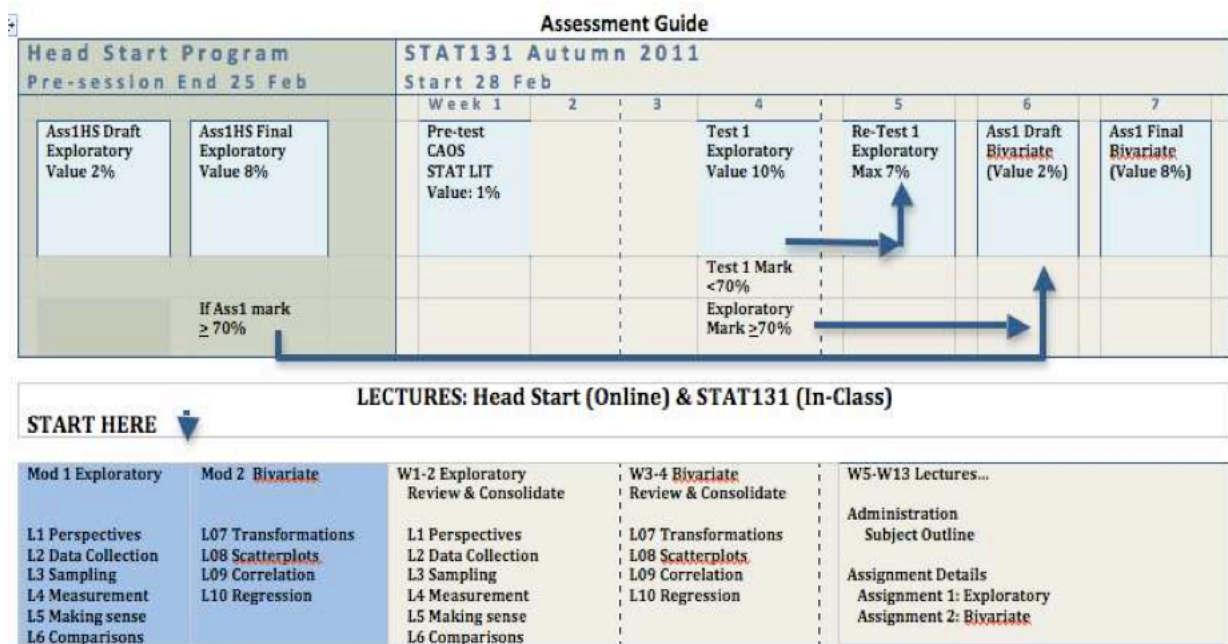 Assessment Guide
Head Start Program
Pre-session End 25 Feb
STAT131 Autumn 2011
Start 28 Feb
Week 1 2 3 4 5 6 7
Ass1HS Draft
Exploratory
Value 2%
Ass1HS Final
Exploratory
Value 8%
Pre-test
CAOS
STAT LIT
Value: 1%
Test 1
Exploratory
Value 10%
Re-Test 1
Exploratory
Max 7%
Ass1 Draft
Bivariate
(Value 2%)
Ass1 Final
Bivariate
(Value 8%)
Test 1 Mark
<70%
If Ass1 mark
≥ 70%
Exploratory
Mark ≥70%
LECTURES: Head Start (Online) & STAT131 (In-Class)
START HERE
Mod 1 Exploratory
L1 Perspectives
L2 Data Collection
L3 Sampling
L4 Measurement
L5 Making sense
L6 Comparisons
Mod 2 Bivariate
L07 Transformations
L08 Scatterplots
L09 Correlation
L10 Regression
W1-2 Exploratory
Review & Consolidate
L1 Perspectives
L2 Data Collection
L3 Sampling
L4 Measurement
L5 Making sense
L6 Comparisons
W3-4 Bivariate
Review & Consolidate
L07 Transformations
L08 Scatterplots
L09 Correlation
L10 Regression
W5-W13 Lectures...
Administration
Subject Outline
Assignment Details
Assignment 1: Exploratory
Assignment 2: Bivariate